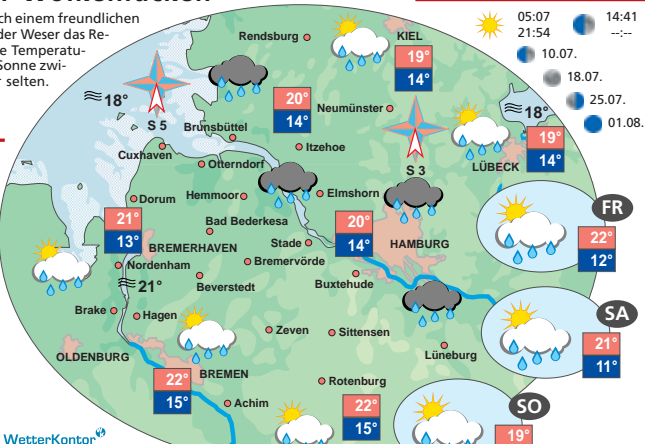 ch einem freundlichen
der Weser das Re-
e Temperatu-
Sonne zwi-
selten.
05:07
21:54
14:41
--:--
10.07.
18.07.
25.07.
01.08.
Rendsburg
KIEL
19°
14°
18°
S 5
20°
14°
Neumünster
18°
Brunsbüttel
Itzehoe
S 3
19°
14°
LÜBECK
Cuxhaven
Otterndorf
Dorum
Hemmoor
Elmshorn
FR
22°
12°
21°
13°
Bad Bederkesa
20°
14°
BREMERHAVEN
Stade
HAMBURG
Nordenham
Bremervörde
21°
Beverstedt
Buxtehude
Brake
Hagen
SA
21°
11°
Zeven
Sittensen
Lüneburg
OLDENBURG
BREMEN
22°
15°
Rotenburg
Achim
22°
15°
SO
19°
WetterKontor